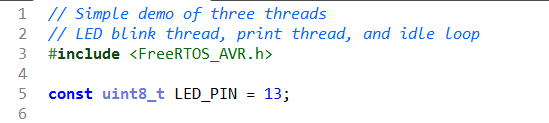 1 // Simple demo of three threads
2 // LED blink thread, print thread, and idle loop
3 #include <FreeRTOS_AVR.h>
4
5 const uint8_t LED_PIN = 13;
6